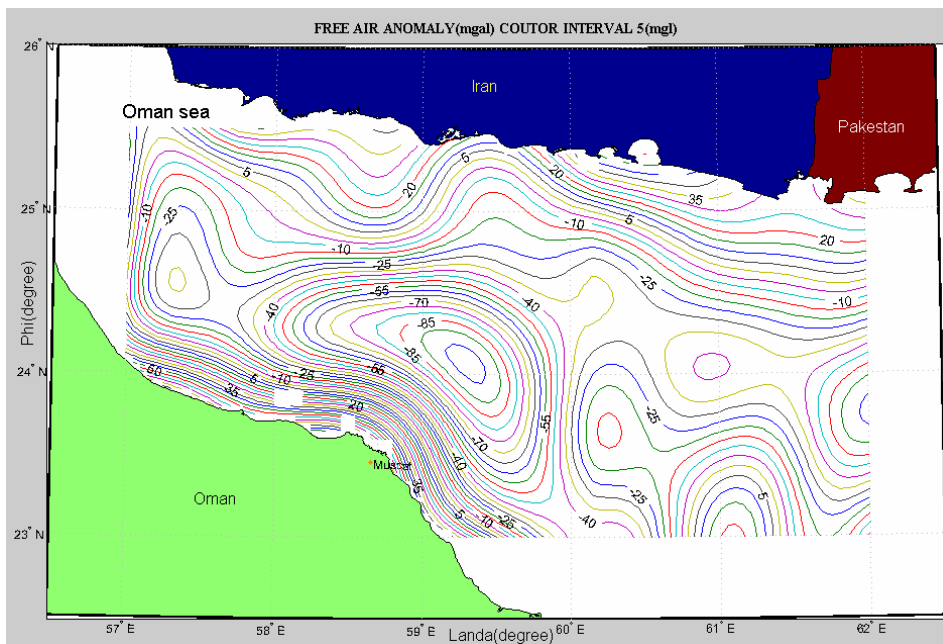 FREE AIR ANOMALY(mgal) COUTOR INTERVAL 5(mgl)
26° N
Iran
Oman sea
Pakestan
5
5
20
20
35
25° N
-10
-25
-10
-10
5
20
-25
-25
-10
-55
-40
-40
-40
-70
-85
-85
24° N
-55
-50
35
5
-10
-25
-20
-55
-25
-70
Muscat
-40
35
Oman
-25
5
5
-10
-25
-40
23° N
57° E
58° E
59° E
60° E
61° E
62° E
Landa(degree)
Phi(degree)